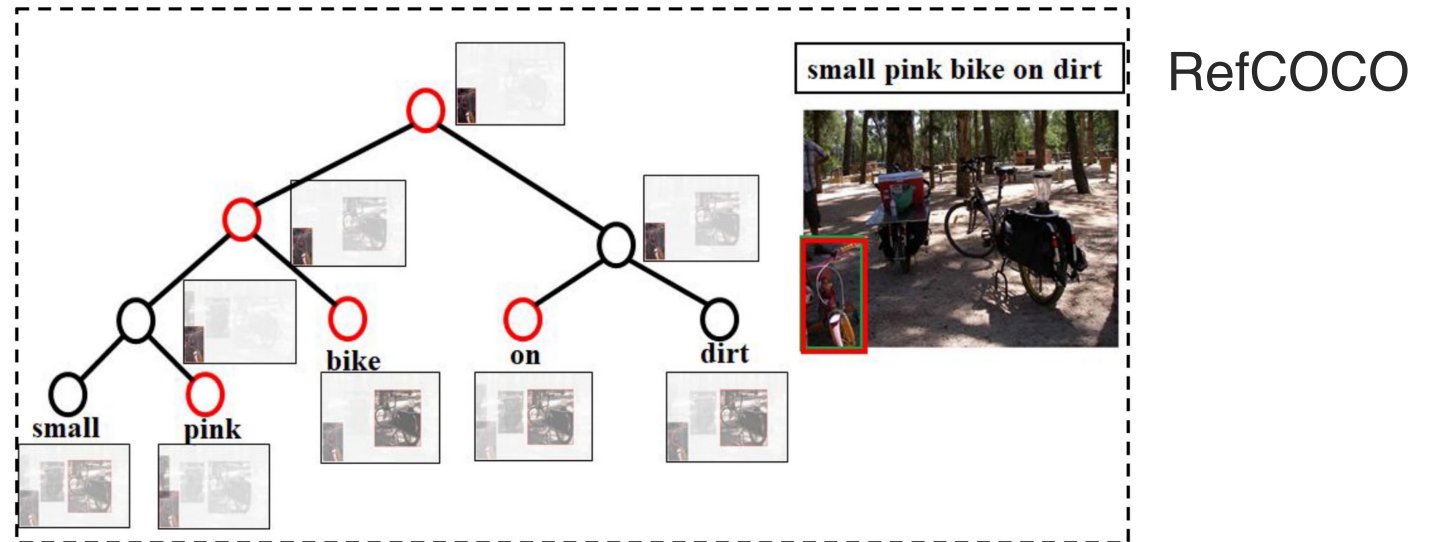 small pink bike on dirt
RefCOCO
bike
on
dirt
small
pink